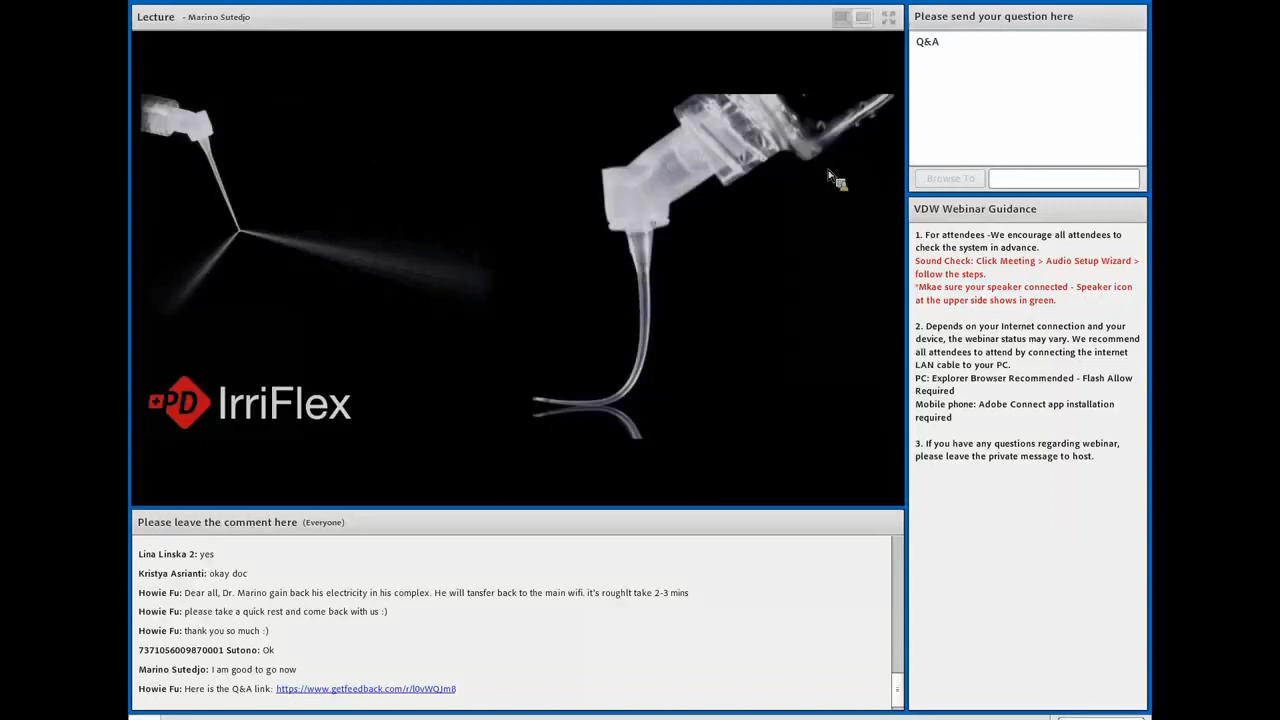 Lecture - Marino Sutedjo
+PD IrriFlex
Please leave the comment here (Everyone)
Lina Linska 2: yes
Kristya Asrianti: okay doc
Howie Fu: Dear all, Dr. Marino gain back his electricity in his complex. He will tansfer back to the main wifi. it's roughlt take 2-3 mins
Howie Fu: please take a quick rest and come back with us :)
Howie Fu: thank you so much :)
7371056009870001 Sutono: Ok
Marino Sutedjo: I am good to go now
Howie Fu: Here is the Q&A link: https://www.getfeedback.com/r/l0vWQJmB
Please send your question here
Q&A
Browse To
VDW Webinar Guidance
1. For attendees -We encourage all attendees to
check the system in advance.
Sound Check: Click Meeting > Audio Setup Wizard >
follow the steps.
*Mkae sure your speaker connected - Speaker icon
at the upper side shows in green.
2. Depends on your Internet connection and your
device, the webinar status may vary. We recommend
all attendees to attend by connecting the internet
LAN cable to your PC.
PC: Explorer Browser Recommended - Flash Allow
Required
Mobile phone: Adobe Connect app installation
required
3. If you have any questions regarding webinar,
please leave the private message to host.